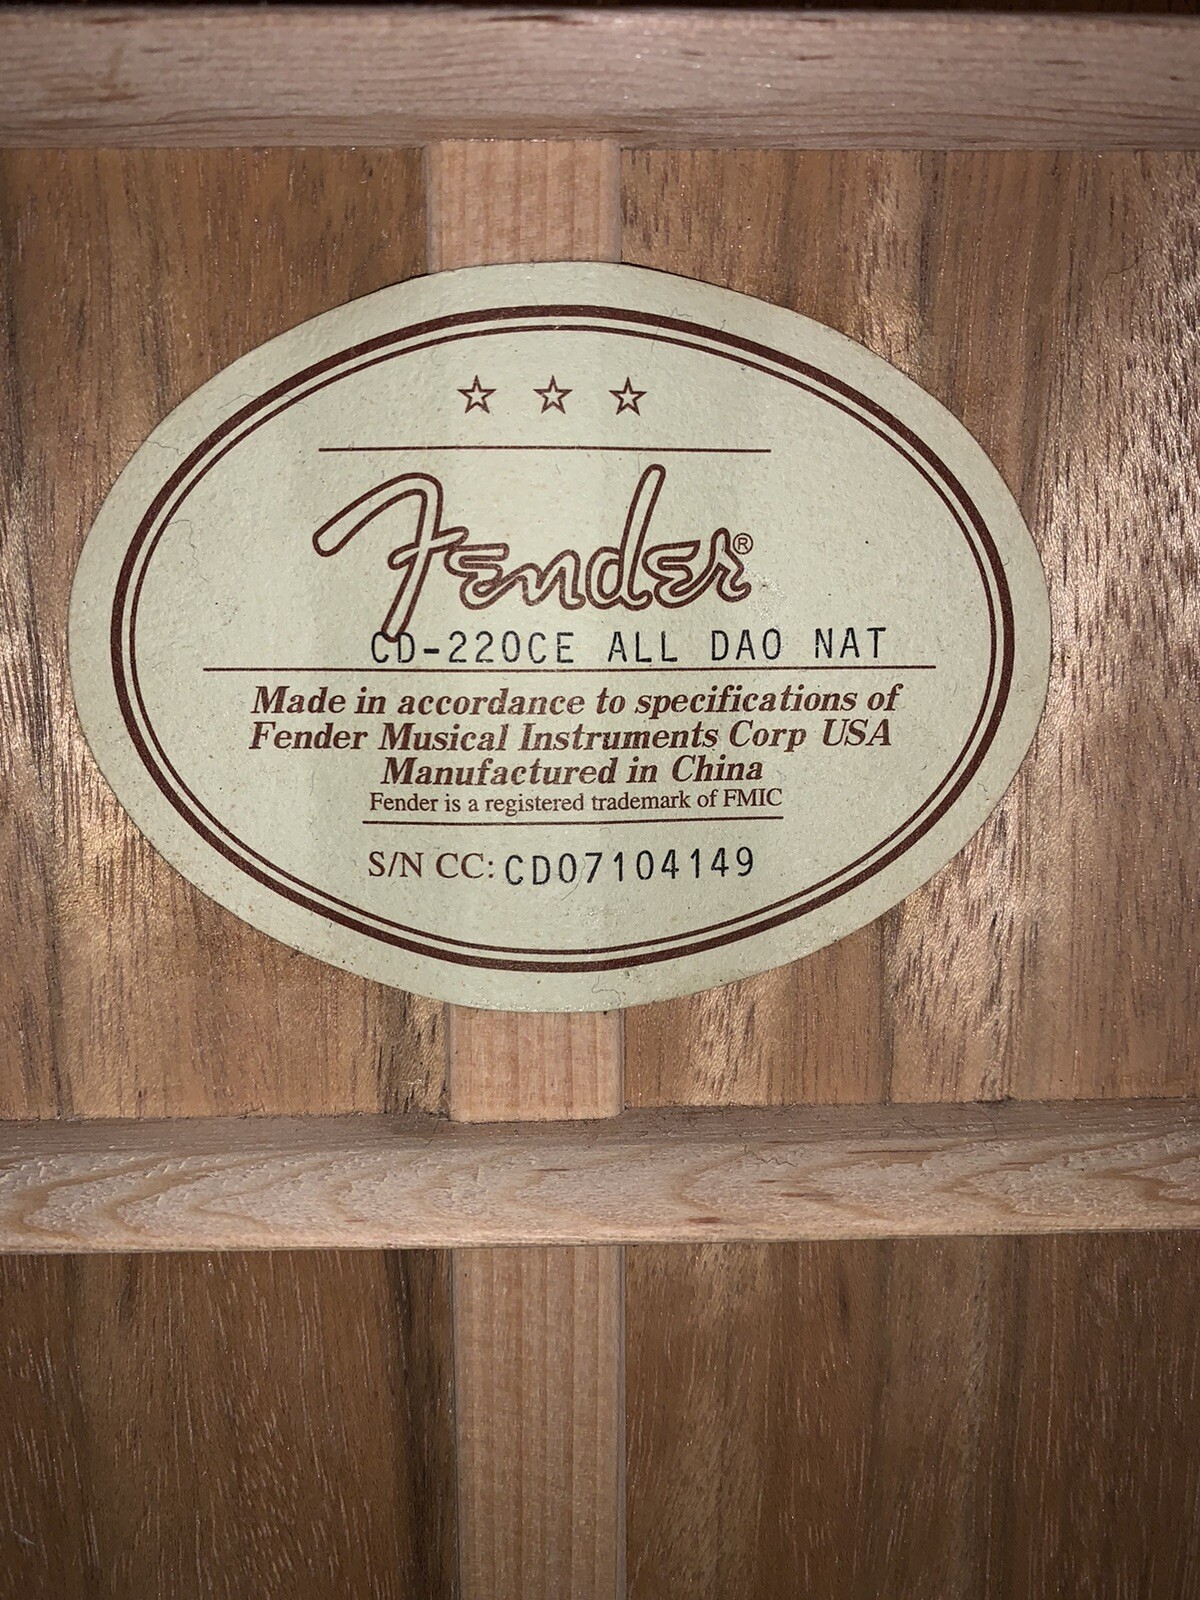 Fender®
CD-220CE ALL DAO NAT
Made in accordance to specifications of
Fender Musical Instruments Corp USA
Manufactured in China
Fender is a registered trademark of FMIC
S/N CC: CD07104149